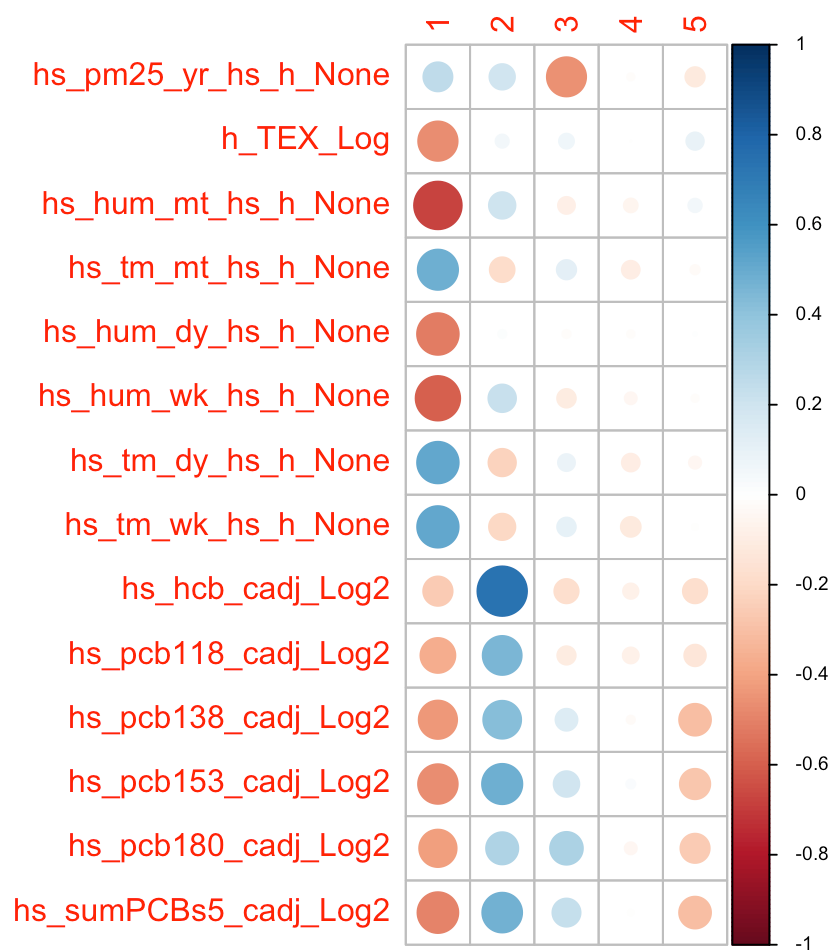 1 2 3 4 5
hs_pm25_yr_hs_h_None
h_TEX_Log
hs_hum_mt_hs_h_None
hs_tm_mt_hs_h_None
hs_hum_dy_hs_h_None
hs_hum_wk_hs_h_None
hs_tm_dy_hs_h_None
hs_tm_wk_hs_h_None
hs_hcb_cadj_Log2
hs_pcb118_cadj_Log2
hs_pcb138_cadj_Log2
hs_pcb153_cadj_Log2
hs_pcb180_cadj_Log2
hs_sumPCBs5_cadj_Log2
1
0.8
0.6
0.4
0.2
0
-0.2
-0.4
-0.6
-0.8
-1